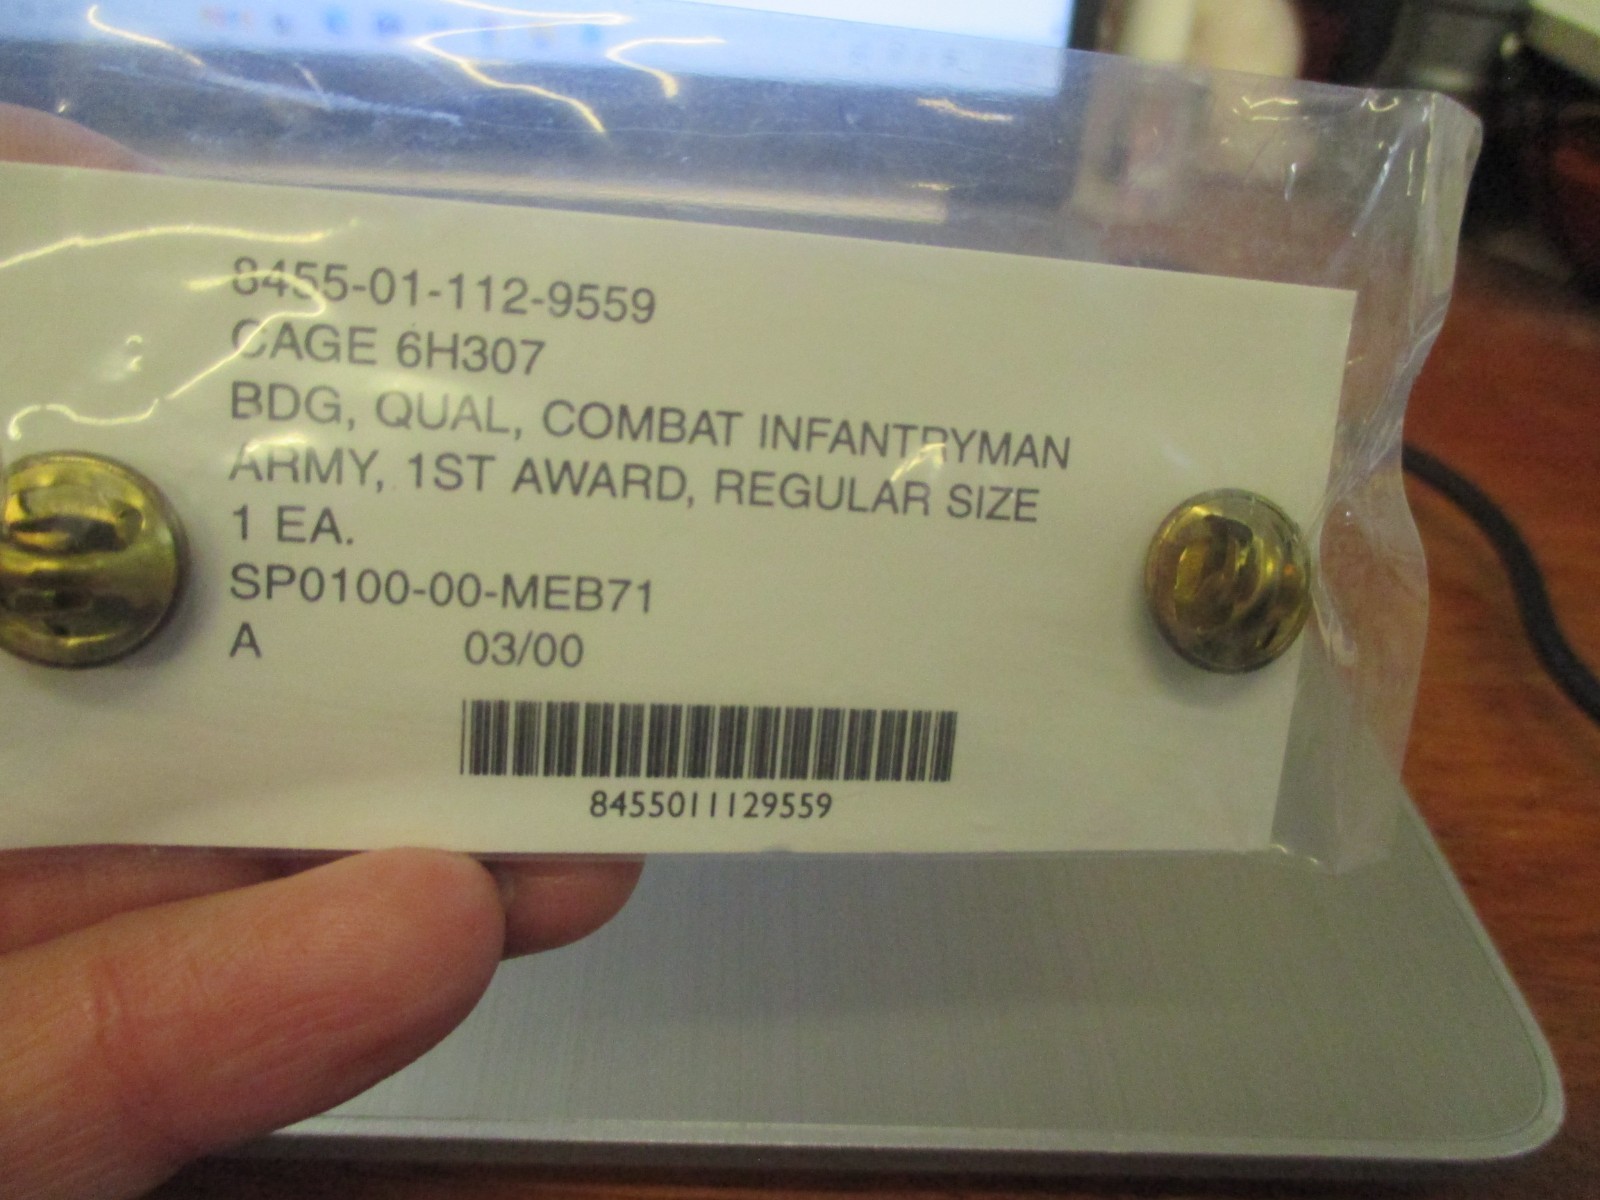 8455-01-112-9559
CAGE 6H307
BDG, QUAL, COMBAT INFANTRYMAN
ARMY, 1ST AWARD, REGULAR SIZE
1 EA.
SP0100-00-MEB71
A 03/00
8455011129559